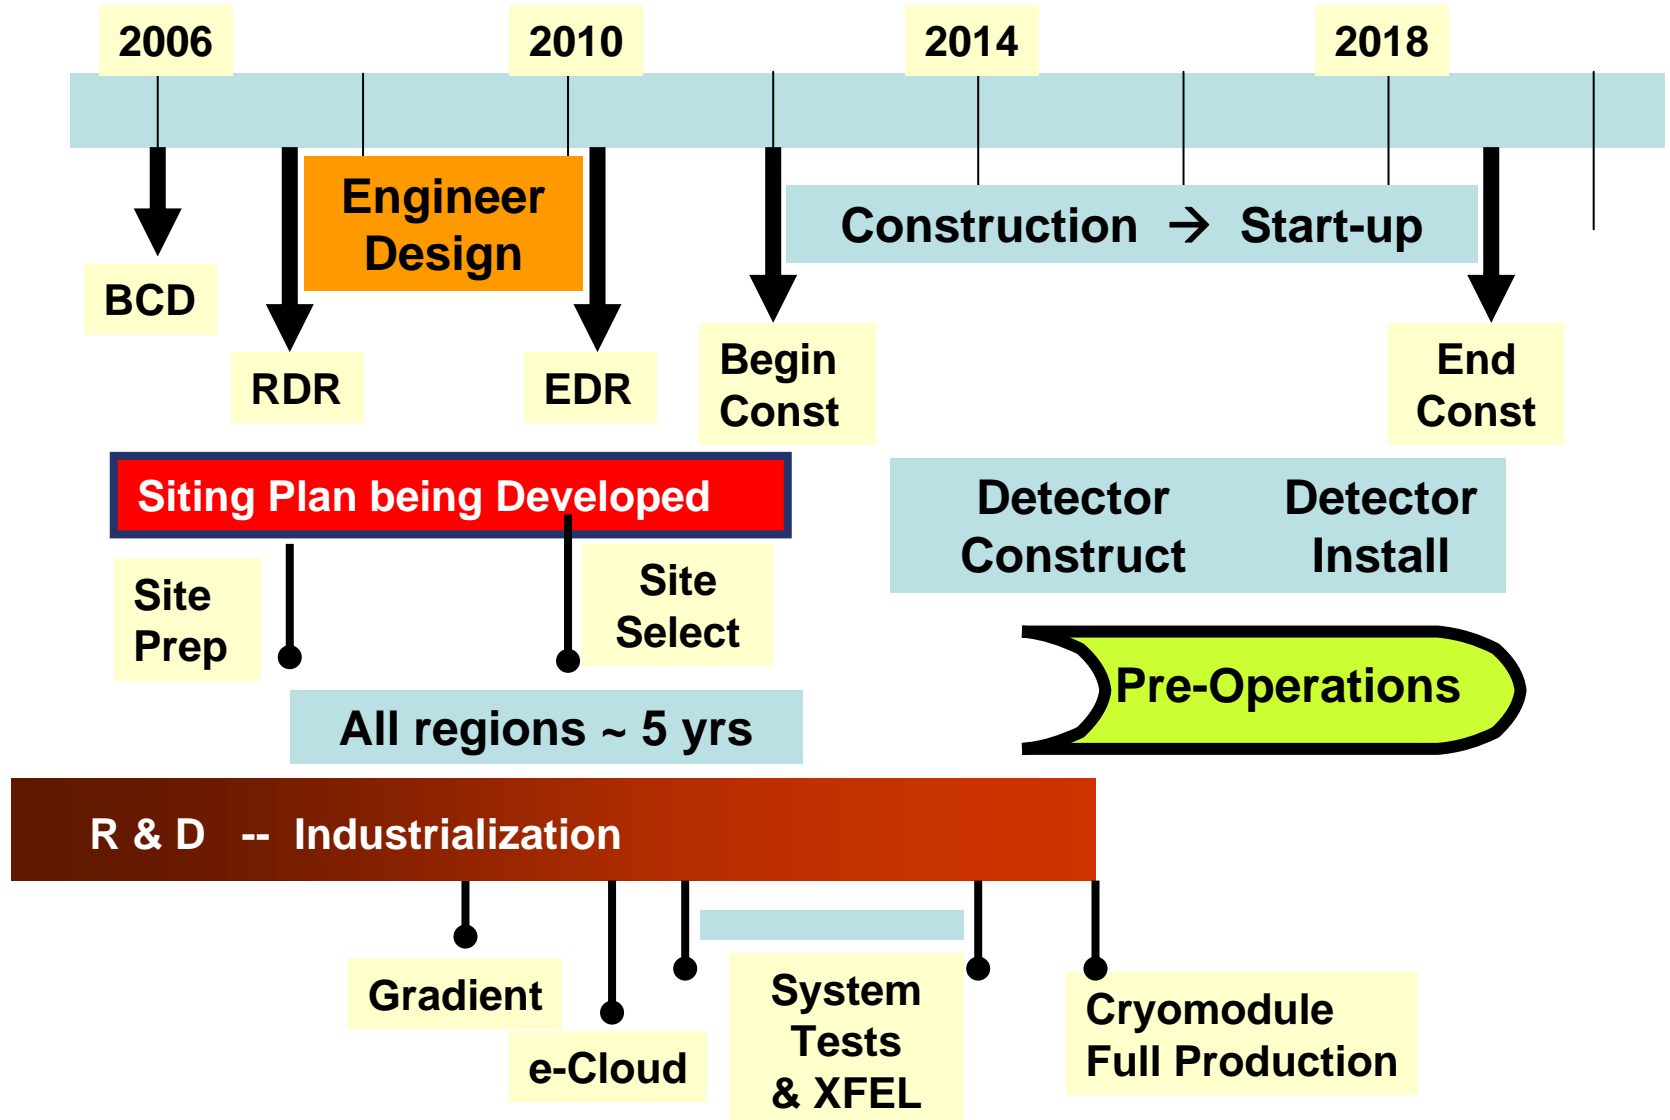 2006
2010
2014
2018
Engineer
Design
Construction → Start-up
BCD
RDR
EDR
Begin
Const
End
Const
Siting Plan being Developed
Detector
Construct
Detector
Install
Site
Prep
Site
Select
Pre-Operations
All regions ~ 5 yrs
R & D -- Industrialization
Gradient
e-Cloud
System
Tests
& XFEL
Cryomodule
Full Production